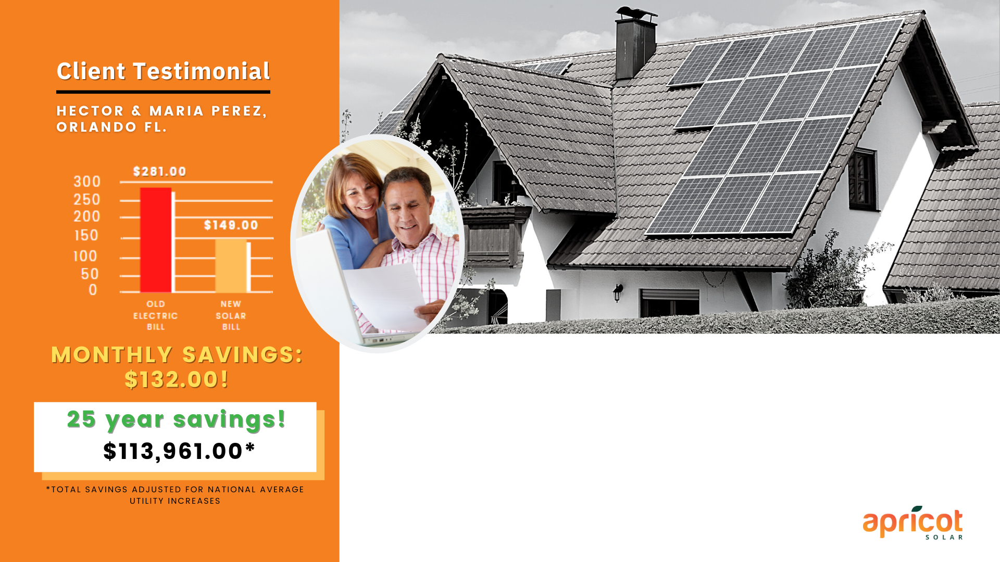 Client Testimonial
HECTOR & MARIA PEREZ,
ORLANDO FL.
$281.00
300
250
200
$149.00
150
100
50
0
OLD
ELECTRIC
BILL
NEW
SOLAR
BILL
MONTHLY SAVINGS:
$132.00!
25 year savings!
$113,961.00*
*TOTAL SAVINGS ADJUSTED FOR NATIONAL AVERAGE
UTILITY INCREASES
apricot
SOLAR